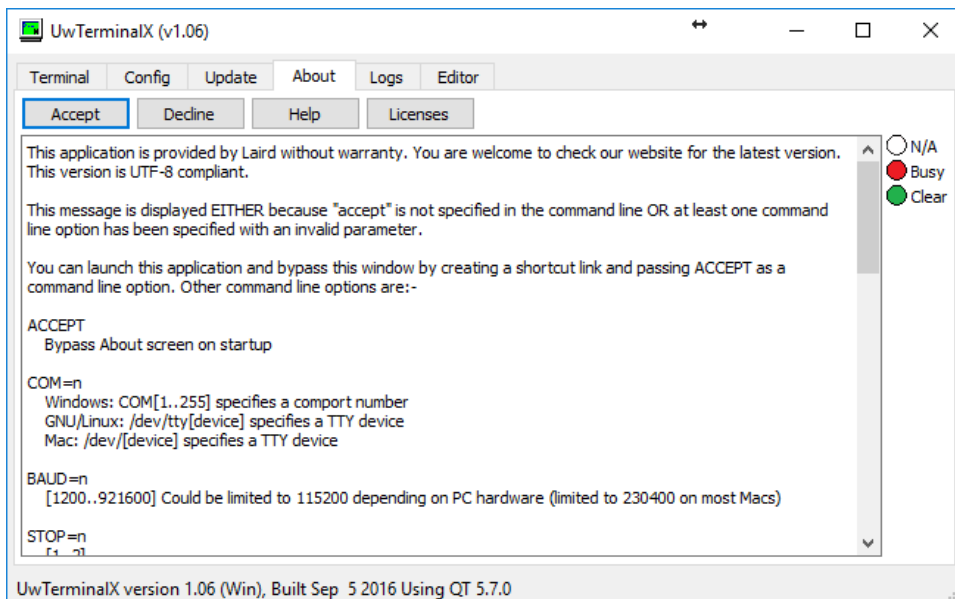 UwTerminalX (v1.06)
Terminal Config Update About Logs Editor
Accept Decline Help Licenses
This application is provided by Laird without warranty. You are welcome to check our website for the latest version.
This version is UTF-8 compliant.
This message is displayed EITHER because "accept" is not specified in the command line OR at least one command
line option has been specified with an invalid parameter.
You can launch this application and bypass this window by creating a shortcut link and passing ACCEPT as a
command line option. Other command line options are:-
ACCEPT
Bypass About screen on startup
COM=n
Windows: COM[1..255] specifies a comport number
GNU/Linux: /dev/tty[device] specifies a TTY device
Mac: /dev/[device] specifies a TTY device
BAUD=n
[1200..921600] Could be limited to 115200 depending on PC hardware (limited to 230400 on most Macs)
STOP=n
[1..2]
N/A
Busy
Clear
UwTerminalX version 1.06 (Win), Built Sep  5 2016 Using QT 5.7.0